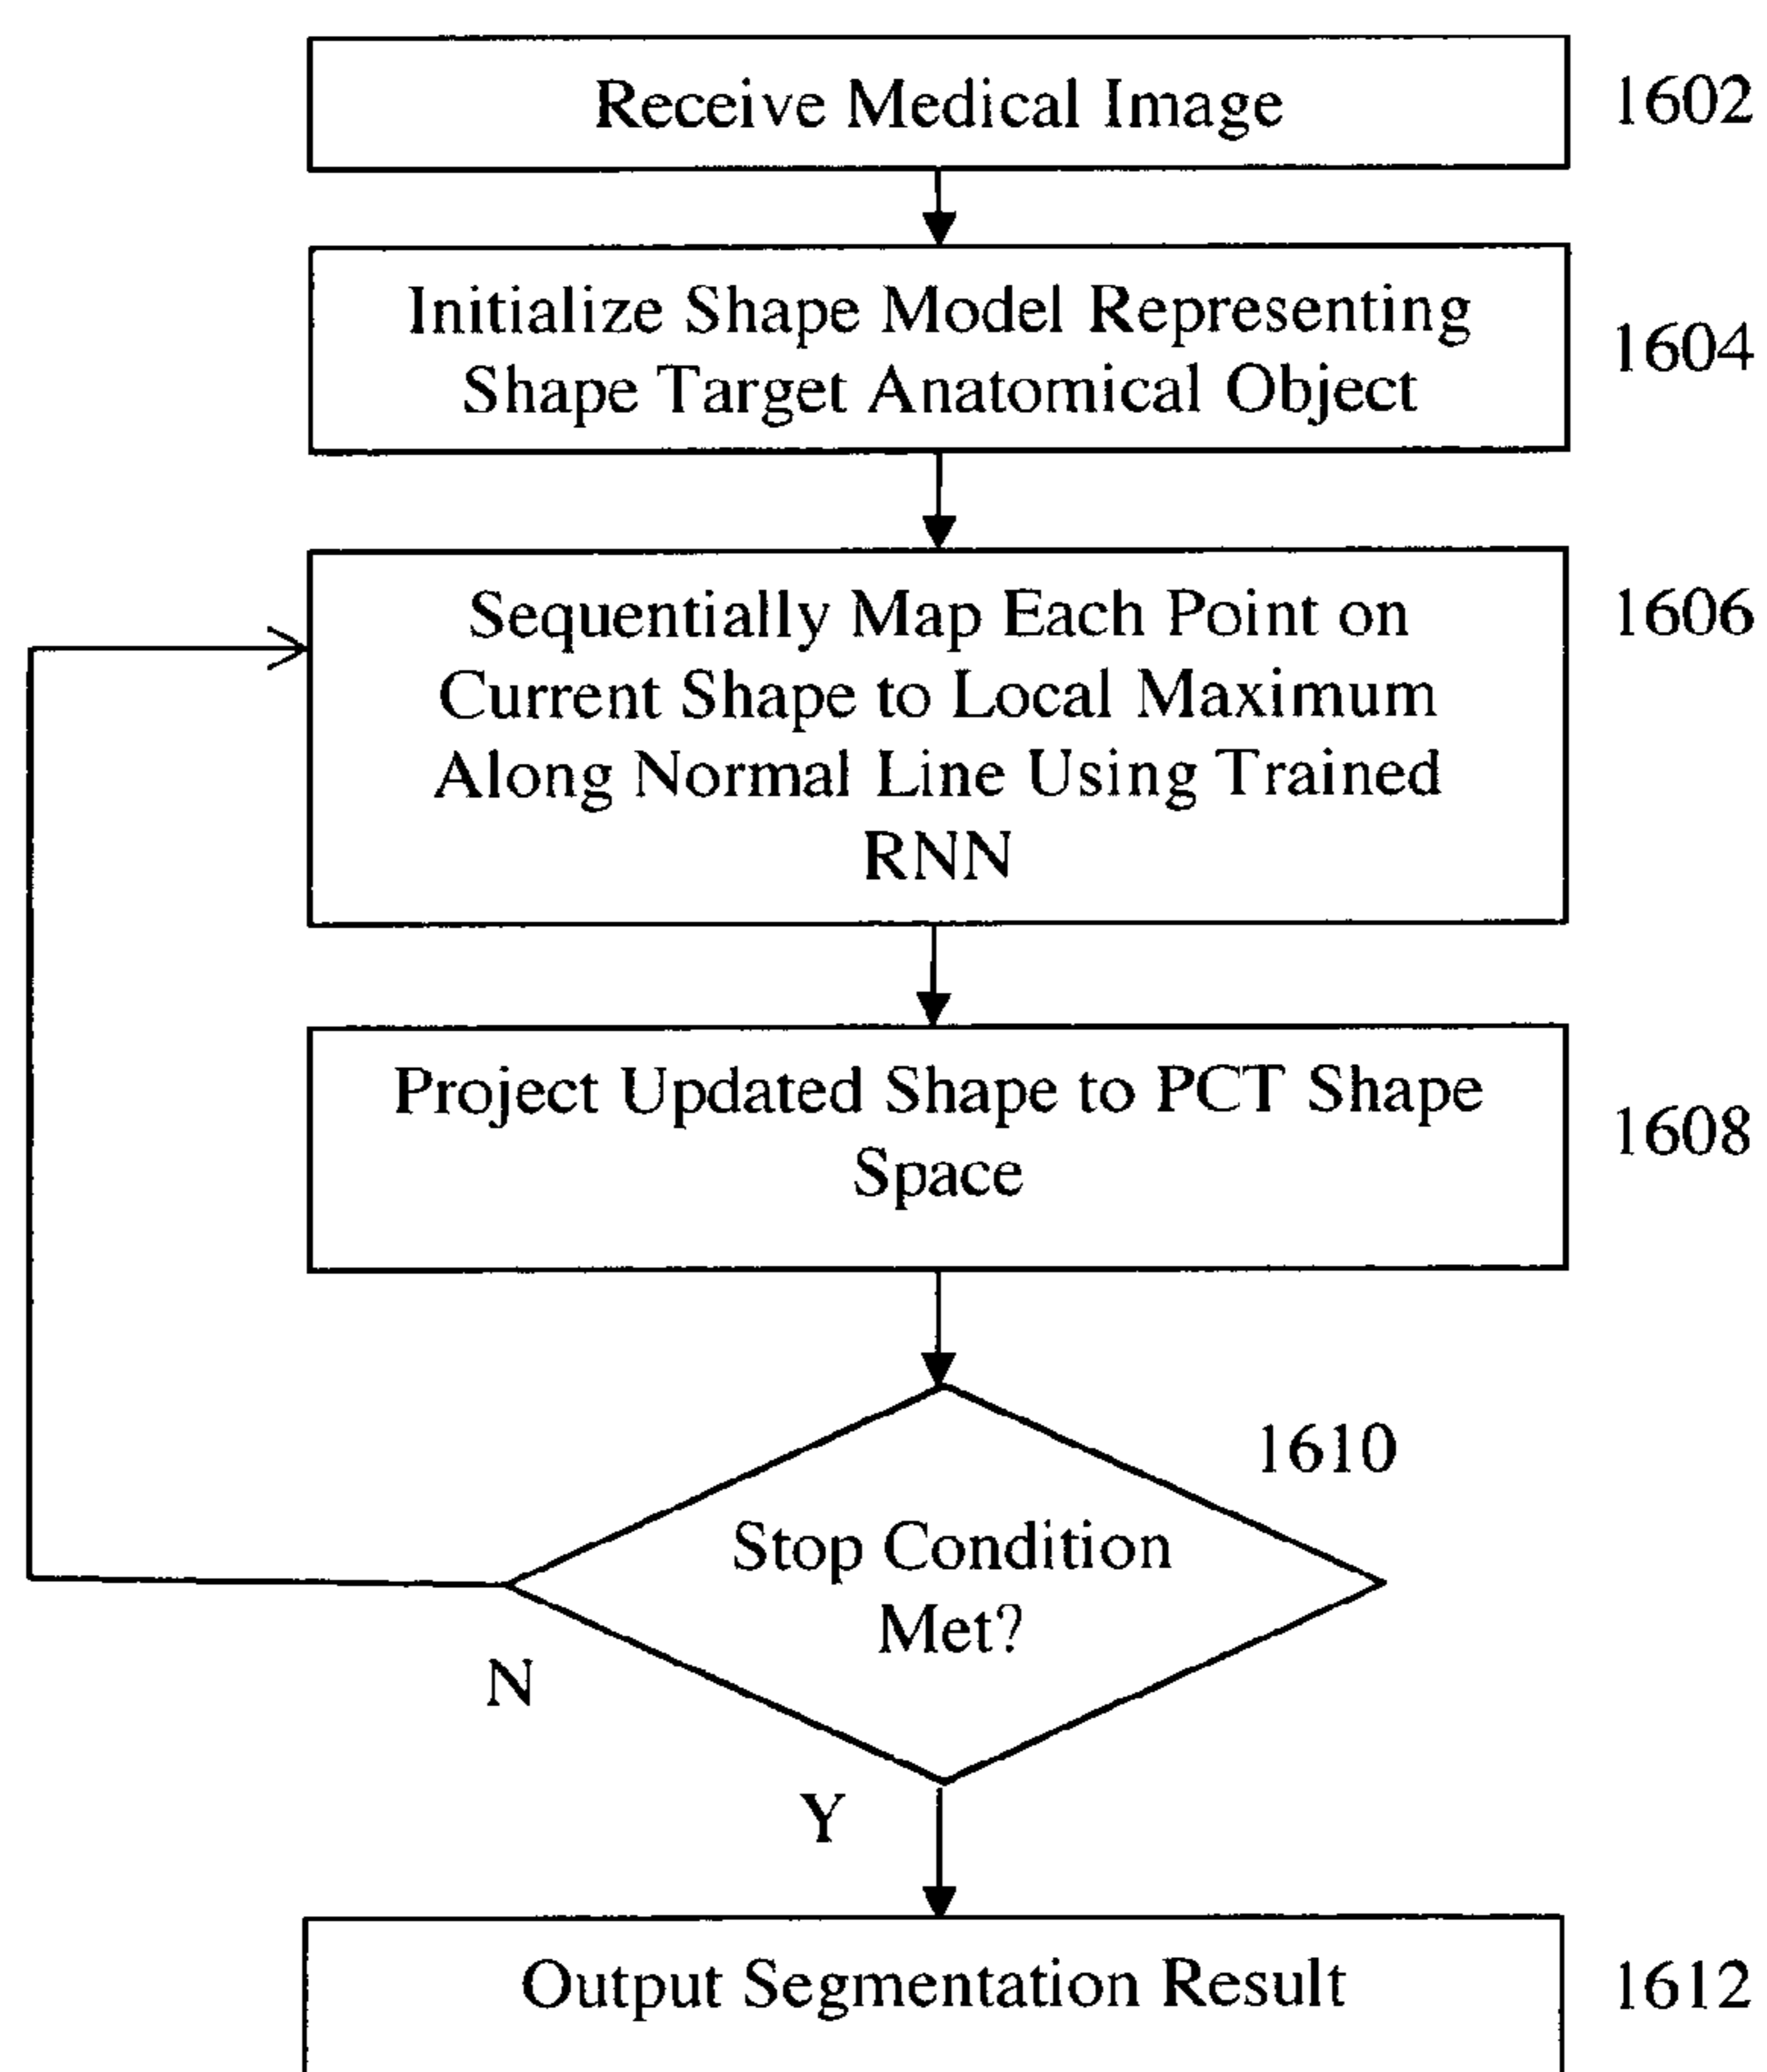 Receive Medical Image
1602
Initialize Shape Model Representing
Shape Target Anatomical Object
1604
Sequentially Map Each Point on
Current Shape to Local Maximum
Along Normal Line Using Trained
RNN
1606
Project Updated Shape to PCT Shape
Space
1608
1610
Stop Condition
Met?
N
Y
Output Segmentation Result
1612